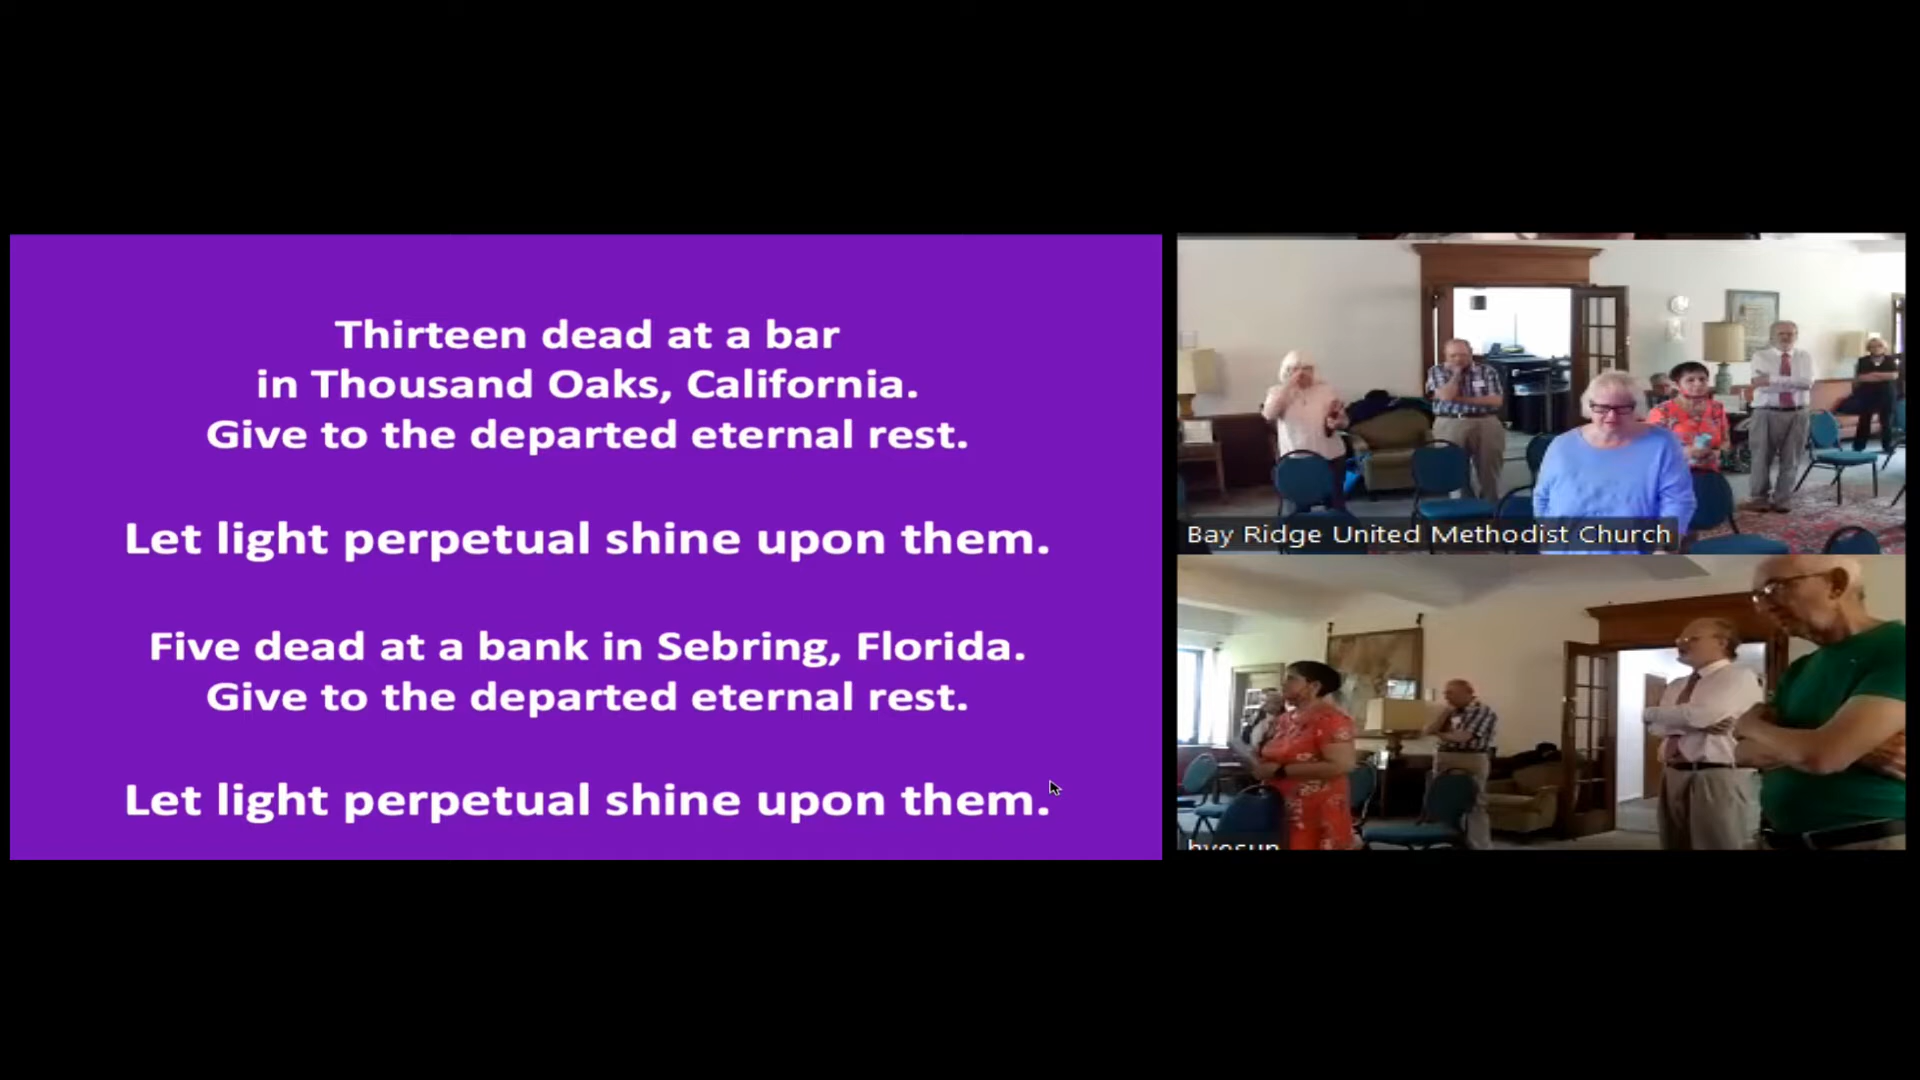 Thirteen dead at a bar
in Thousand Oaks, California.
Give to the departed eternal rest.
Let light perpetual shine upon them.
Five dead at a bank in Sebring, Florida.
Give to the departed eternal rest.
Let light perpetual shine upon them.
Bay Ridge United Methodist Church
hyesun